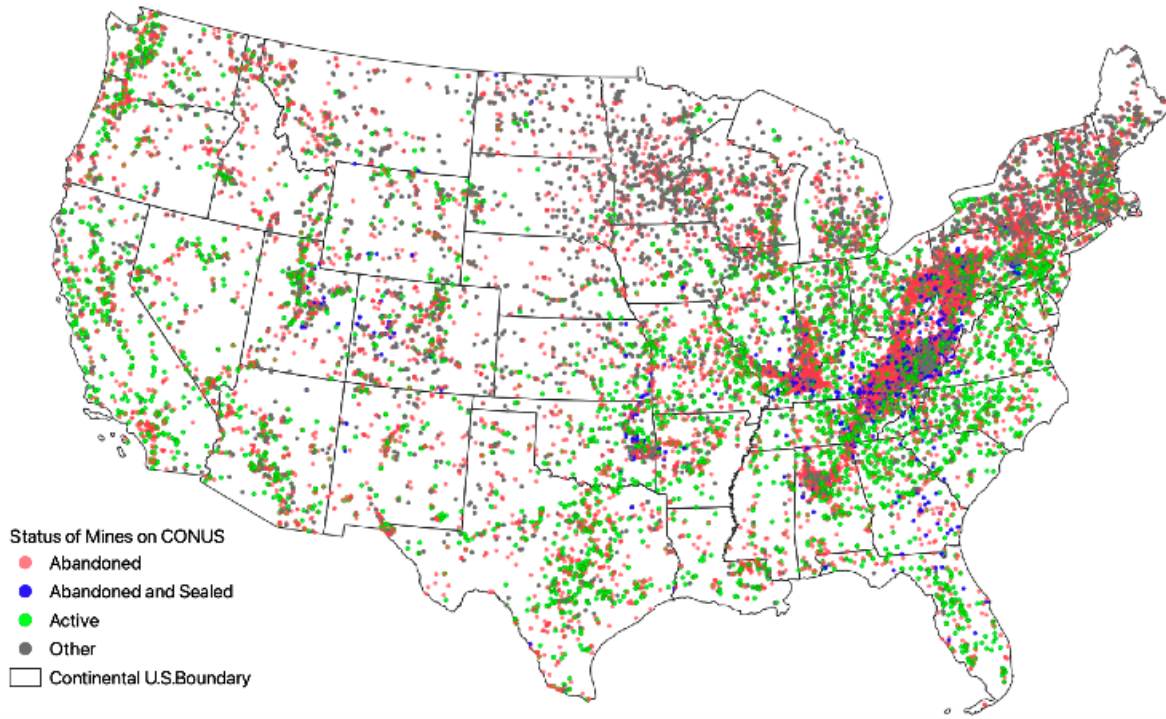 Status of Mines on CONUS
Abandoned
Abandoned and Sealed
Active
Other
Continental U.S.Boundary